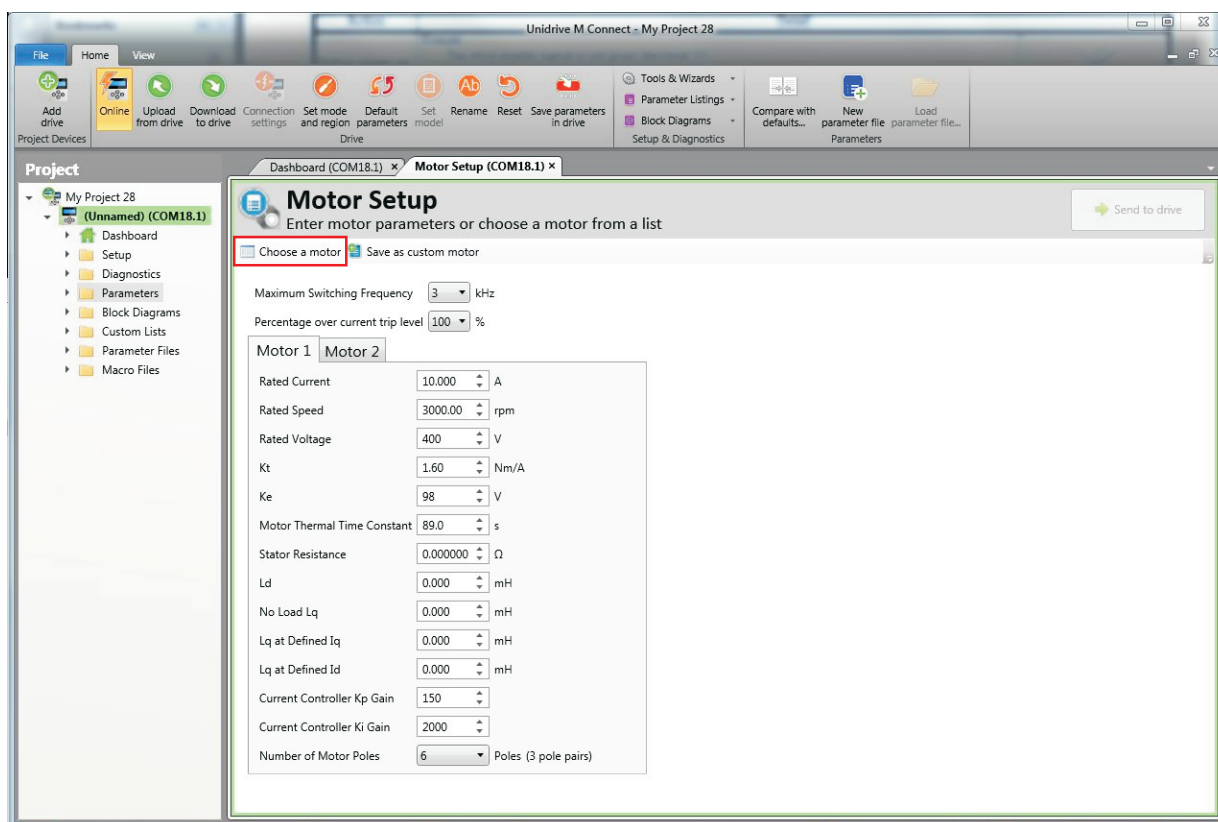 Unidrive M Connect - My Project 28
File Home View
Add drive
Online
Upload from drive
Download to drive
Connection settings
Set mode and region
Default parameters
Set model
Ab
Rename
Reset
Save parameters in drive
Tools & Wizards
Parameter Listings
Block Diagrams
Compare with defaults...
New parameter file
Load parameter file...
Project Devices Drive Setup & Diagnostics Parameters
Project
My Project 28
(Unnamed) (COM18.1)
Dashboard
Setup
Diagnostics
Parameters
Block Diagrams
Custom Lists
Parameter Files
Macro Files
Dashboard (COM18.1) × Motor Setup (COM18.1) ×
Motor Setup
Enter motor parameters or choose a motor from a list
Send to drive
Choose a motor Save as custom motor
Maximum Switching Frequency 3 kHz
Percentage over current trip level 100 %
Motor 1 Motor 2
Rated Current 10.000 A
Rated Speed 3000.00 rpm
Rated Voltage 400 V
Kt 1.60 Nm/A
Ke 98 V
Motor Thermal Time Constant 89.0 s
Stator Resistance 0.000000 Ω
Ld 0.000 mH
No Load Lq 0.000 mH
Lq at Defined Iq 0.000 mH
Lq at Defined Id 0.000 mH
Current Controller Kp Gain 150
Current Controller Ki Gain 2000
Number of Motor Poles 6 Poles (3 pole pairs)